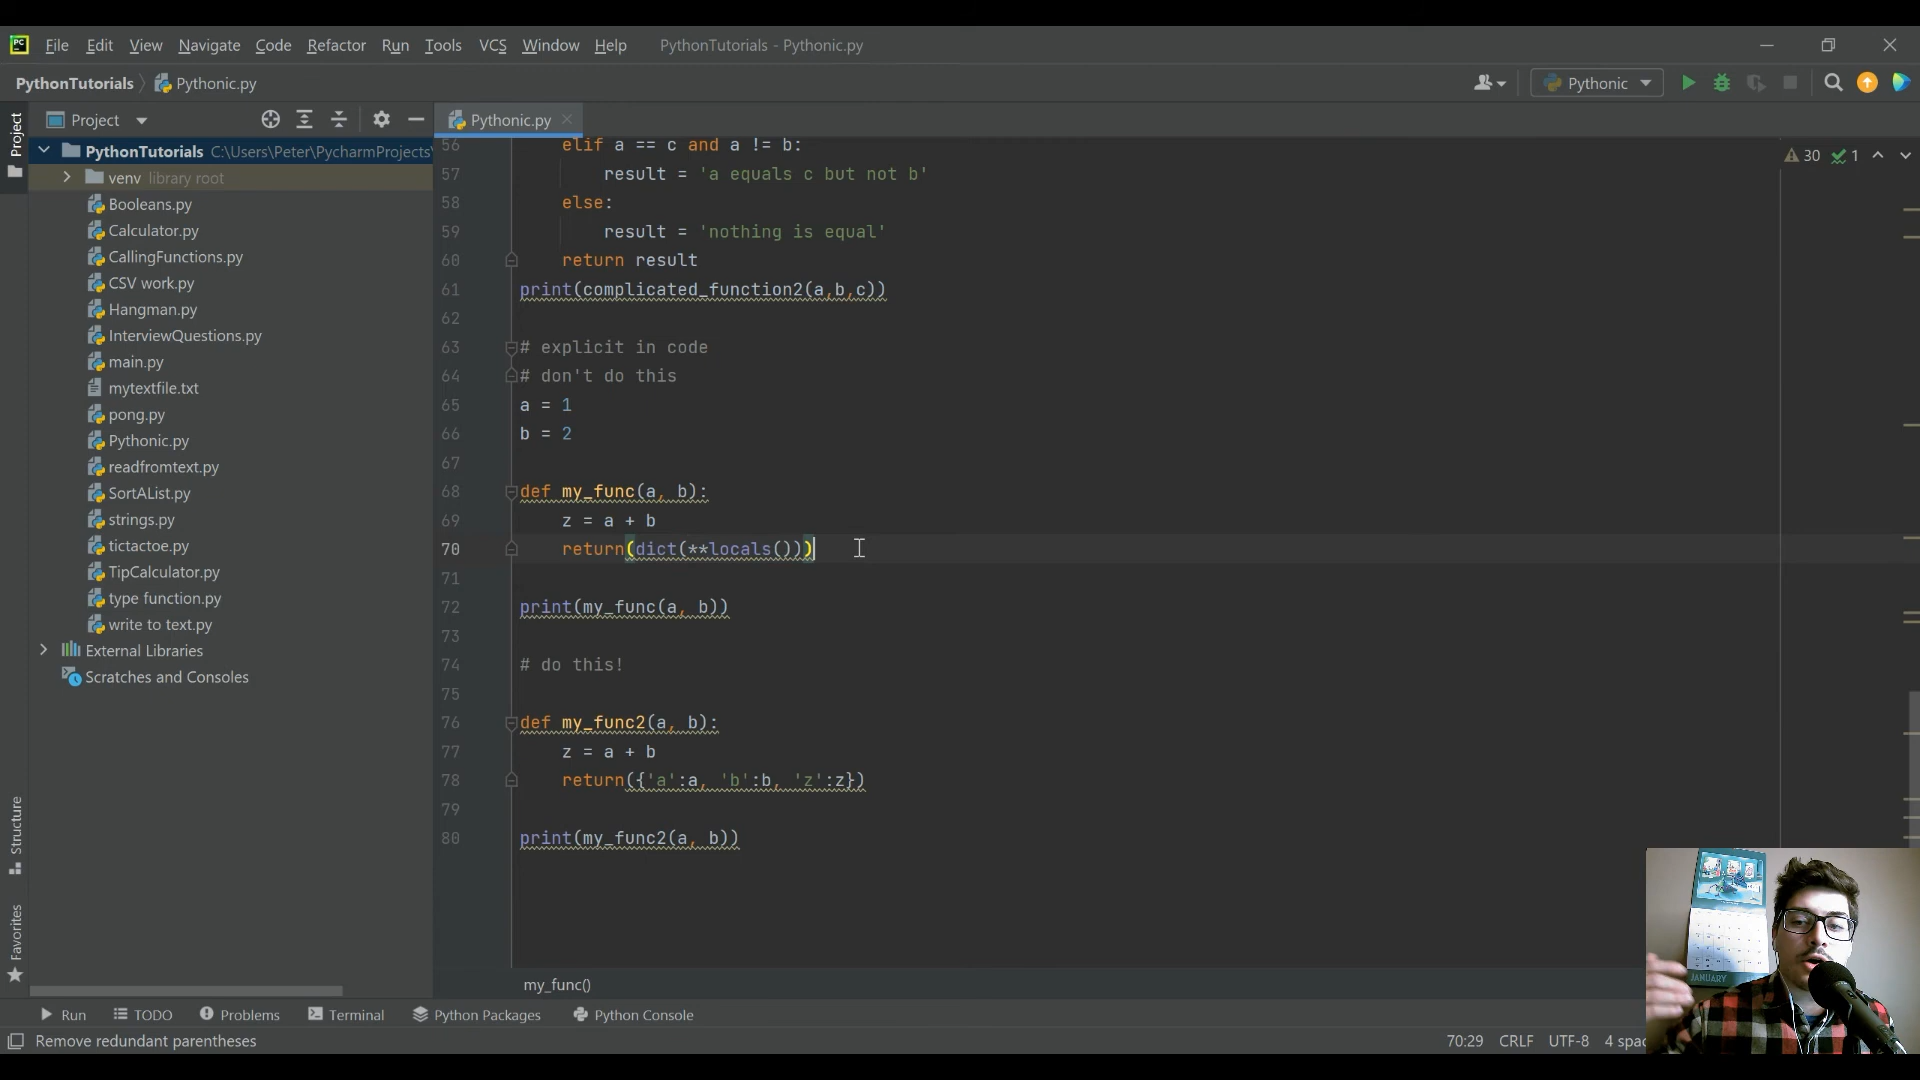 PC File Edit View Navigate Code Refactor Run Tools VCS Window Help PythonTutorials - Pythonic.py
PythonTutorials Pythonic.py Pythonic
Project Project Pythonic.py
PythonTutorials C:\Users\Peter\PycharmProjects\
venv library root
Booleans.py
Calculator.py
CallingFunctions.py
CSV work.py
Hangman.py
InterviewQuestions.py
main.py
mytextfile.txt
pong.py
Pythonic.py
readfromtext.py
SortAList.py
strings.py
tictactoe.py
TipCalculator.py
type function.py
write to text.py
External Libraries
Scratches and Consoles
Structure
Favorites
30 1
56 elif a == c and a != b:
57 result = 'a equals c but not b'
58 else:
59 result = 'nothing is equal'
60 return result
61 print(complicated_function2(a,b,c))
62
63 # explicit in code
64 # don't do this
65 a = 1
66 b = 2
67
68 def my_func(a, b):
69 z = a + b
70 return(dict(**locals()))
71
72 print(my_func(a, b))
73
74 # do this!
75
76 def my_func2(a, b):
77 z = a + b
78 return({'a':a, 'b':b, 'z':z})
79
80 print(my_func2(a, b))
my_func()
JANUARY
Run TODO Problems Terminal Python Packages Python Console
Remove redundant parentheses 70:29 CRLF UTF-8 4 spac